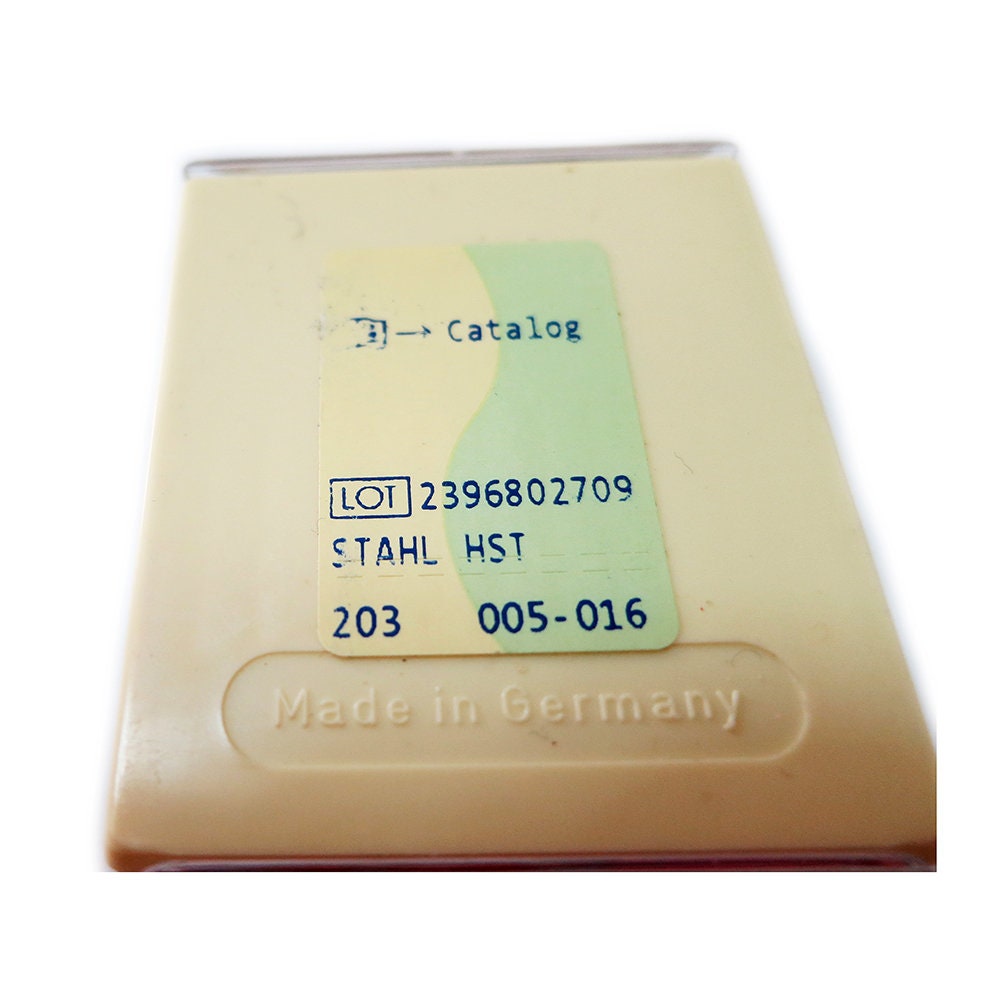 → Catalog
LOT 2396802709
STAHL HST
203 005-016
Made in Germany